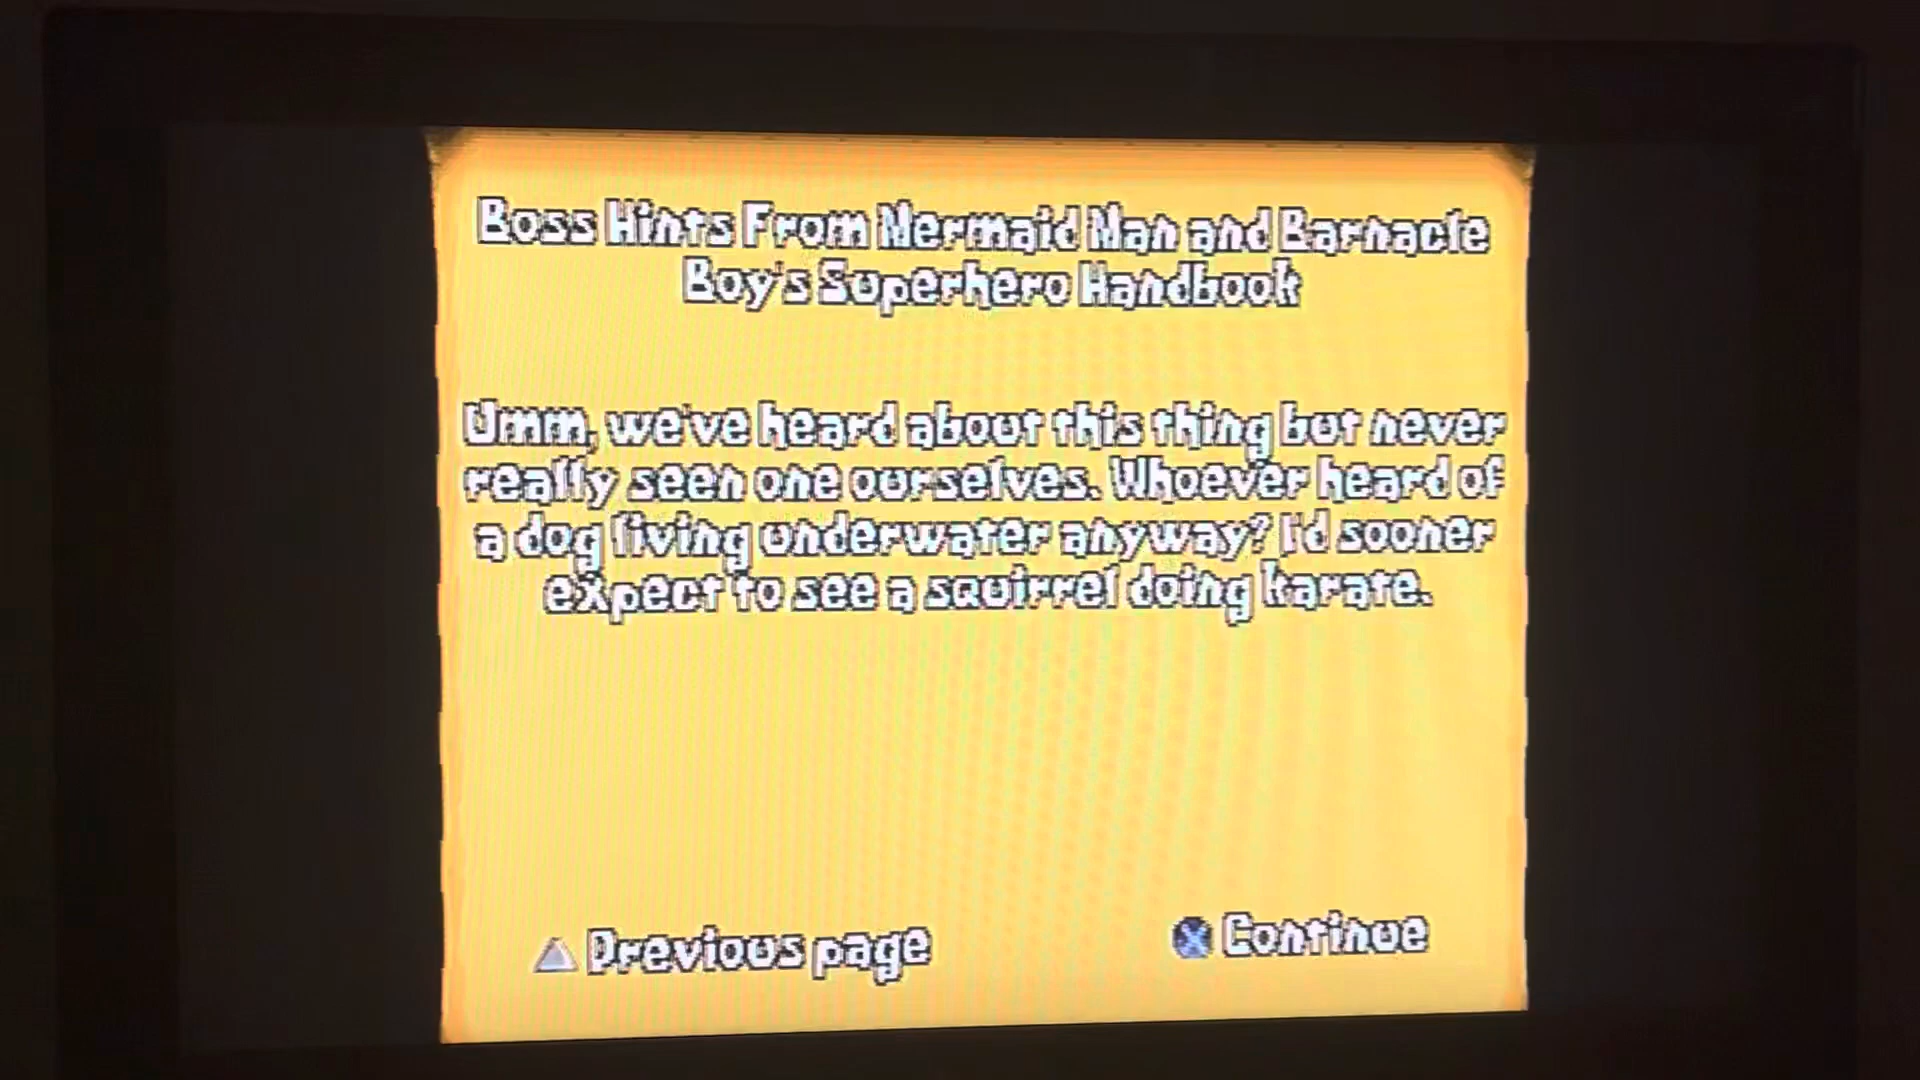 Boss Hints From Mermaid Man and Barnacle
Boy's Superhero Handbook
Umm, we've heard about this thing but never
really seen one ourselves. Whoever heard of
a dog living underwater anyway? I'd sooner
expect to see a squirrel doing karate.
Previous page
Continue